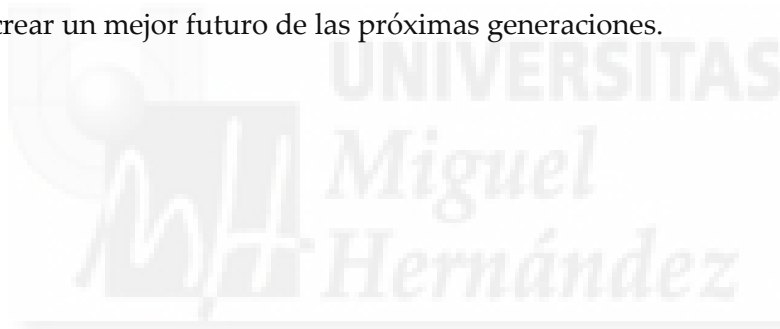 crear un mejor futuro de las próximas generaciones.
UNIVERSITAS
Miguel
Hernández